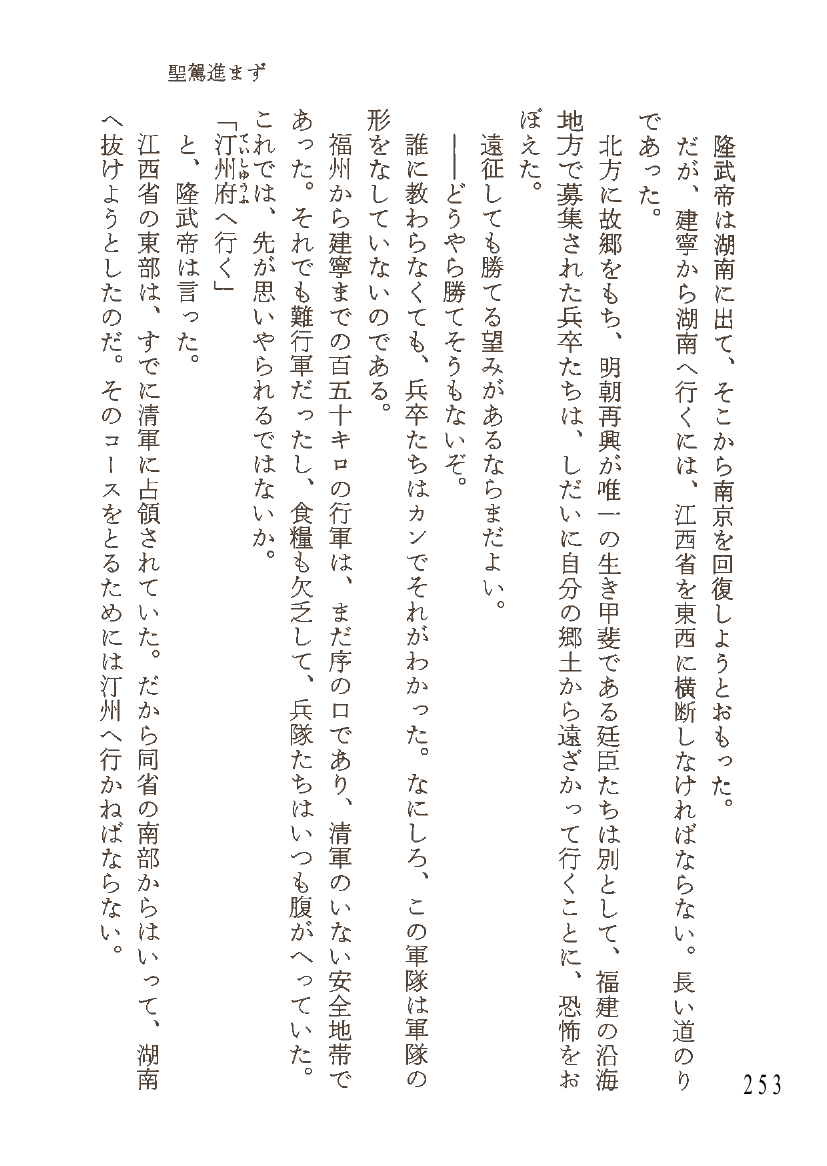 聖駕進まず
隆武帝は湖南に出て、そこから南京を回復しようとおもった。
だが、建寧から湖南へ行くには、江西省を東西に横断しなければならない。長い道のり
であった。
北方に故郷をもち、明朝再興が唯一の生き甲斐である廷臣たちは別として、福建の沿海
地方で募集された兵卒たちは、しだいに自分の郷土から遠ざかって行くことに、恐怖をお
ぼえた。
遠征しても勝てる望みがあるならまだよい。
――どうやら勝てそうもないぞ。
誰に教わらなくても、兵卒たちはカンでそれがわかった。なにしろ、この軍隊は軍隊の
形をなしていないのである。
福州から建寧までの百五十キロの行軍は、まだ序の口であり、清軍のいない安全地帯で
あった。それでも難行軍だったし、食糧も欠乏して、兵隊たちはいつも腹がへっていた。
これでは、先が思いやられるではないか。
「汀州府へ行く」
ていしゅうふ
と、隆武帝は言った。
江西省の東部は、すでに清軍に占領されていた。だから同省の南部からはいって、湖南
へ抜けようとしたのだ。そのコースをとるためには汀州へ行かねばならない。
253